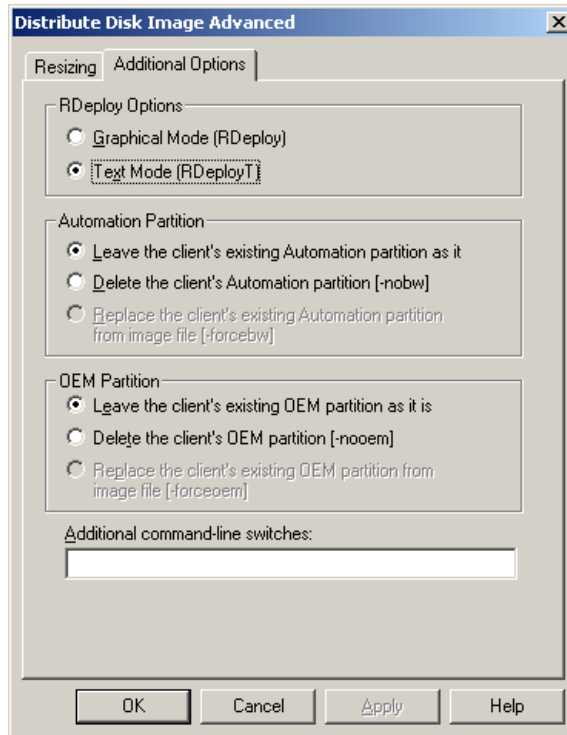 Distribute Disk Image Advanced
Resizing Additional Options
RDeploy Options
Graphical Mode (RDeploy)
Text Mode (RDeployT)
Automation Partition
Leave the client's existing Automation partition as it
Delete the client's Automation partition [-nobw]
Replace the client's existing Automation partition
from image file [-forcebw]
OEM Partition
Leave the client's existing OEM partition as it is
Delete the client's OEM partition [-nooem]
Replace the client's existing OEM partition from
image file [-forceoem]
Additional command-line switches:
OK Cancel Apply Help